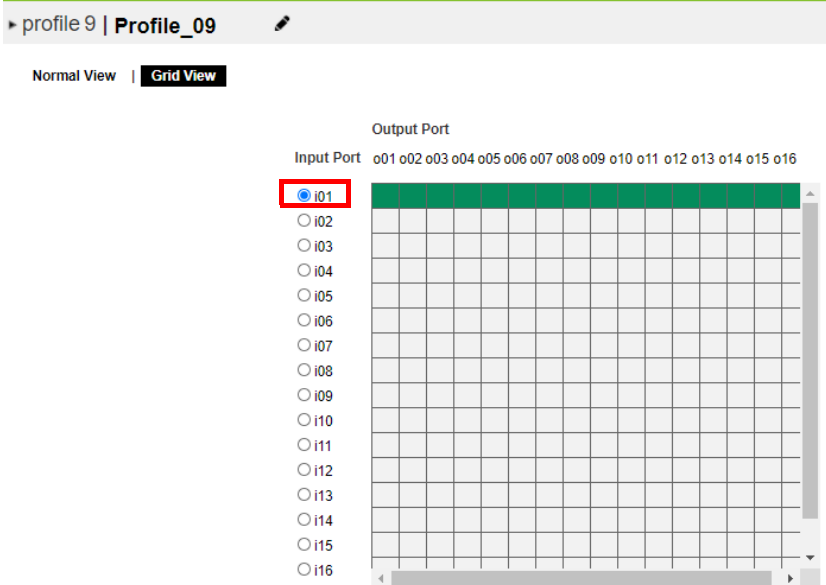 profile 9 | Profile_09
Normal View | Grid View
Output Port
Input Port o01 o02 o03 o04 o05 o06 o07 o08 o09 o10 o11 o12 o13 o14 o15 o16
i01
i02
i03
i04
i05
i06
i07
i08
i09
i10
i11
i12
i13
i14
i15
i16